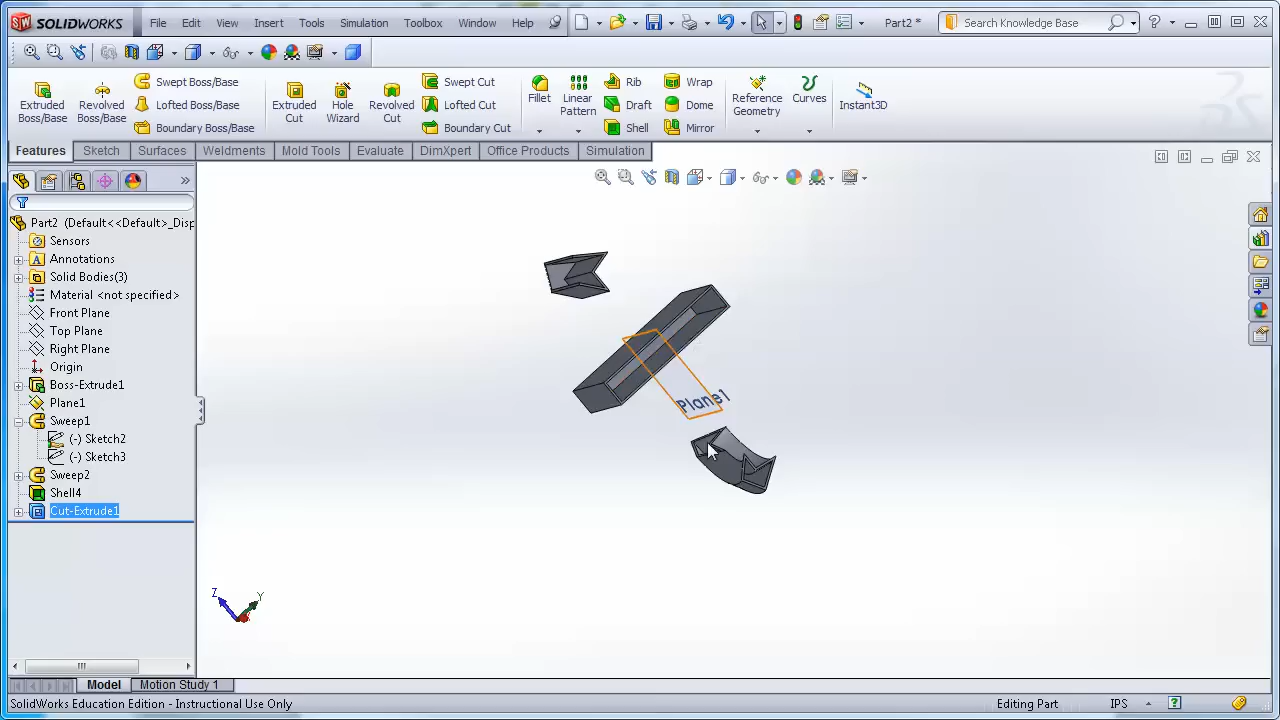 SOLIDWORKS File Edit View Insert Tools Simulation Toolbox Window Help Part2 * Search Knowledge Base ?
Extruded Boss/Base
Revolved Boss/Base
Swept Boss/Base
Lofted Boss/Base
Boundary Boss/Base
Extruded Cut
Hole Wizard
Revolved Cut
Swept Cut
Lofted Cut
Boundary Cut
Fillet
Linear Pattern
Rib
Draft
Shell
Wrap
Dome
Mirror
Reference Geometry
Curves
Instant3D
Features Sketch Surfaces Weldments Mold Tools Evaluate DimXpert Office Products Simulation
Part2 (Default<<Default>_Disp
Sensors
Annotations
Solid Bodies(3)
Material <not specified>
Front Plane
Top Plane
Right Plane
Origin
Boss-Extrude1
Plane1
Sweep1
(-) Sketch2
(-) Sketch3
Sweep2
Shell4
Cut-Extrude1
Plane1
Z
Y
Model Motion Study 1
SolidWorks Education Edition - Instructional Use Only Editing Part IPS ?